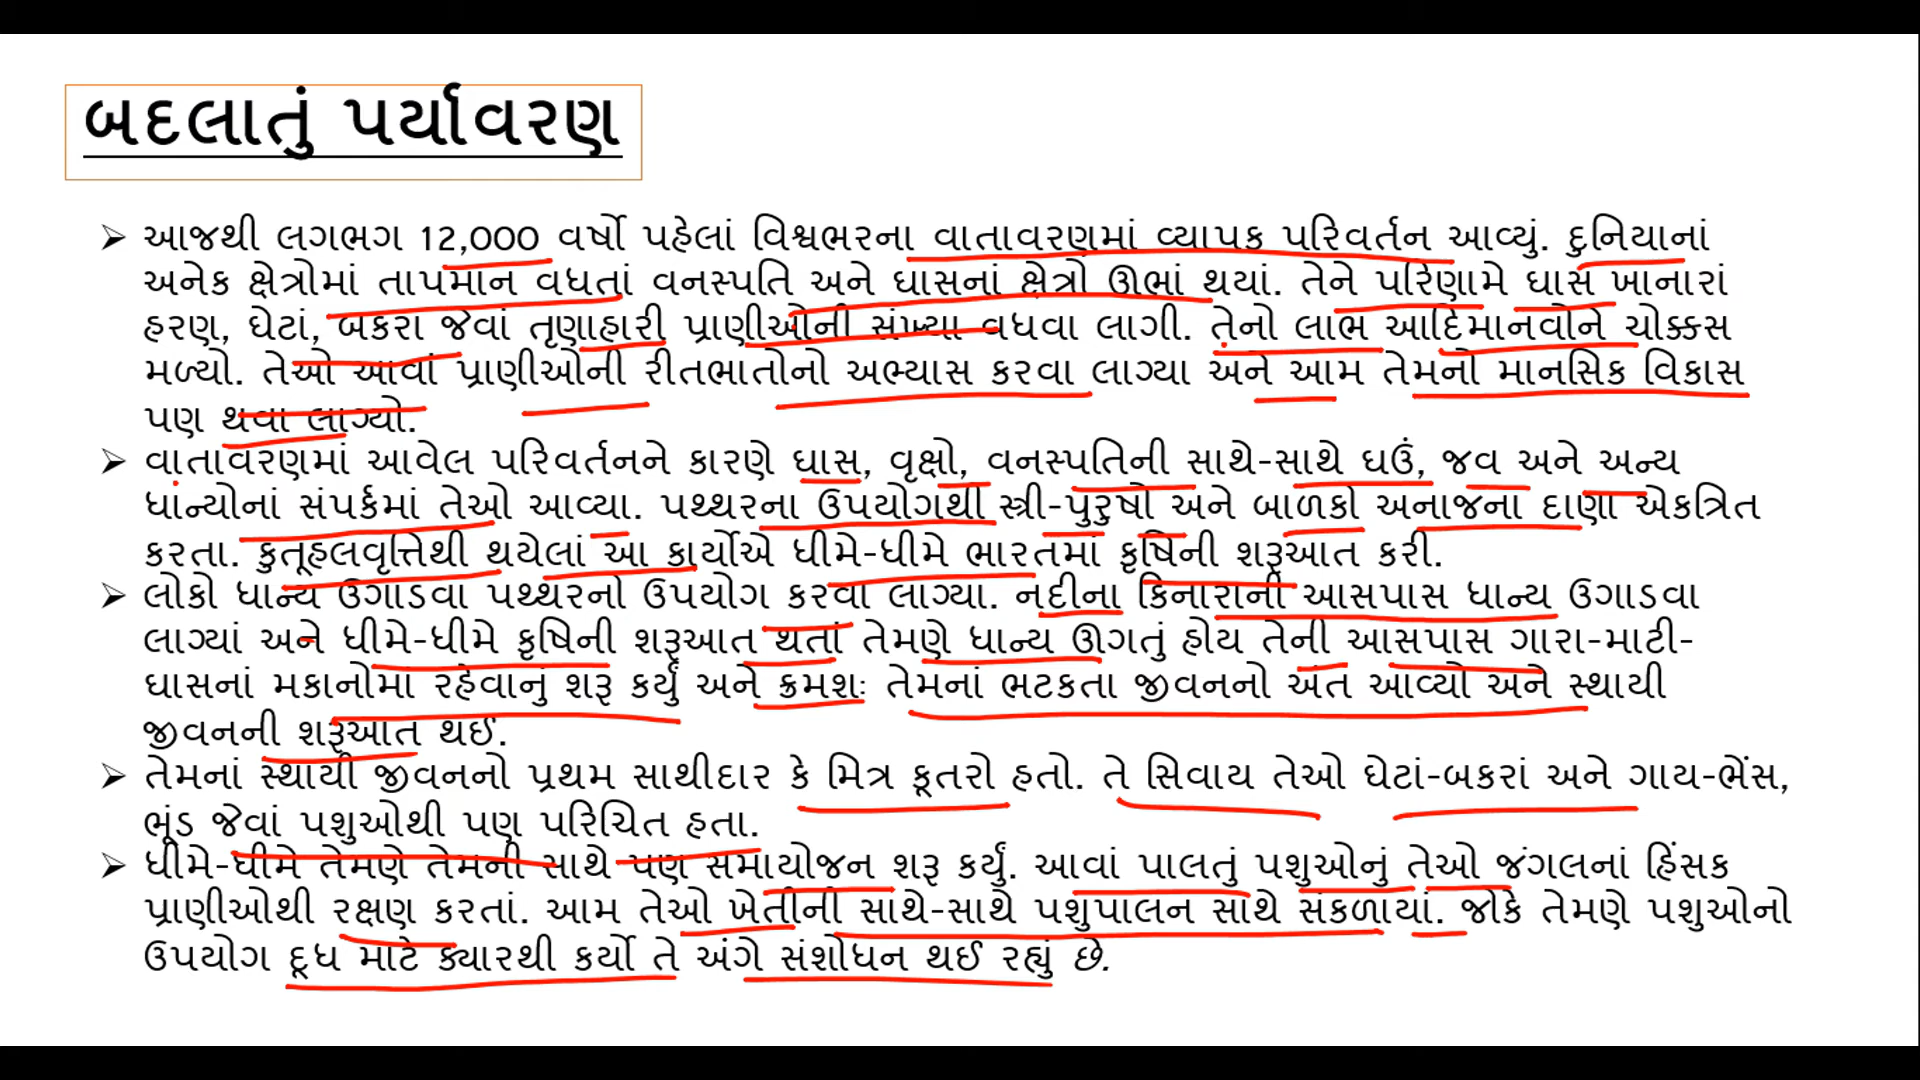 બદલાતું પર્યાવરણ
➢ આજથી લગભગ 12,000 વર્ષો પહેલાં વિશ્વભરના વાતાવરણમાં વ્યાપક પરિવર્તન આવ્યું. દુનિયાનાં
અનેક ક્ષેત્રોમાં તાપમાન વધતાં વનસ્પતિ અને ઘાસનાં ક્ષેત્રો ઊભાં થયાં. તેને પરિણામે ઘાસ ખાનારાં
હરણ, ઘેટાં, બકરાં જેવાં તૃણાહારી પ્રાણીઓની સંખ્યા વધવા લાગી. તેનો લાભ આદિમાનવોને ચોક્કસ
મળ્યો. તેઓ આવાં પ્રાણીઓની રીતભાતોનો અભ્યાસ કરવા લાગ્યા અને આમ તેમનો માનસિક વિકાસ
પણ થવા લાગ્યો.
➢ વાતાવરણમાં આવેલ પરિવર્તનને કારણે ઘાસ, વૃક્ષો, વનસ્પતિની સાથે-સાથે ઘઉં, જવ અને અન્ય
ધાન્યોનાં સંપર્કમાં તેઓ આવ્યા. પથ્થરના ઉપયોગથી સ્ત્રી-પુરુષો અને બાળકો અનાજના દાણા એકત્રિત
કરતા. કુતૂહલવૃત્તિથી થયેલાં આ કાર્યોએ ધીમે-ધીમે ભારતમાં કૃષિની શરૂઆત કરી.
➢ લોકો ધાન્ય ઉગાડવા પથ્થરનો ઉપયોગ કરવા લાગ્યા. નદીના કિનારાની આસપાસ ધાન્ય ઉગાડવા
લાગ્યાં અને ધીમે-ધીમે કૃષિની શરૂઆત થતાં તેમણે ધાન્ય ઊગતું હોય તેની આસપાસ ગારા-માટી-
ઘાસનાં મકાનોમાં રહેવાનું શરૂ કર્યું અને ક્રમશઃ તેમનાં ભટકતા જીવનનો અંત આવ્યો અને સ્થાયી
જીવનની શરૂઆત થઈ.
➢ તેમનાં સ્થાયી જીવનનો પ્રથમ સાથીદાર કે મિત્ર કૂતરો હતો. તે સિવાય તેઓ ઘેટાં-બકરાં અને ગાય-ભેંસ,
ભૂંડ જેવાં પશુઓથી પણ પરિચિત હતા.
➢ ધીમે-ધીમે તેમણે તેમની સાથે પણ સમાયોજન શરૂ કર્યું. આવાં પાલતું પશુઓનું તેઓ જંગલનાં હિંસક
પ્રાણીઓથી રક્ષણ કરતાં. આમ તેઓ ખેતીની સાથે-સાથે પશુપાલન સાથે સંકળાયાં. જોકે તેમણે પશુઓનો
ઉપયોગ દૂધ માટે ક્યારથી કર્યો તે અંગે સંશોધન થઈ રહ્યું છે.